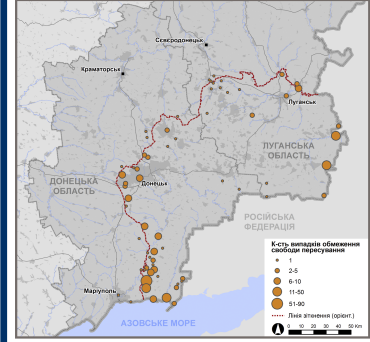 Сєвєродонецьк
Краматорськ
Луганськ
ЛУГАНСЬКА
ОБЛАСТЬ
ДОНЕЦЬКА
ОБЛАСТЬ
Донецьк
РОСІЙСЬКА
ФЕДЕРАЦІЯ
К-сть випадків обмеження
свободи пересування
1
2-5
6-10
11-50
51-90
Лінія зіткнення (орієнт.)
Маріуполь
АЗОВСЬКЕ МОРЕ
0 10 20 30 40 50 Km